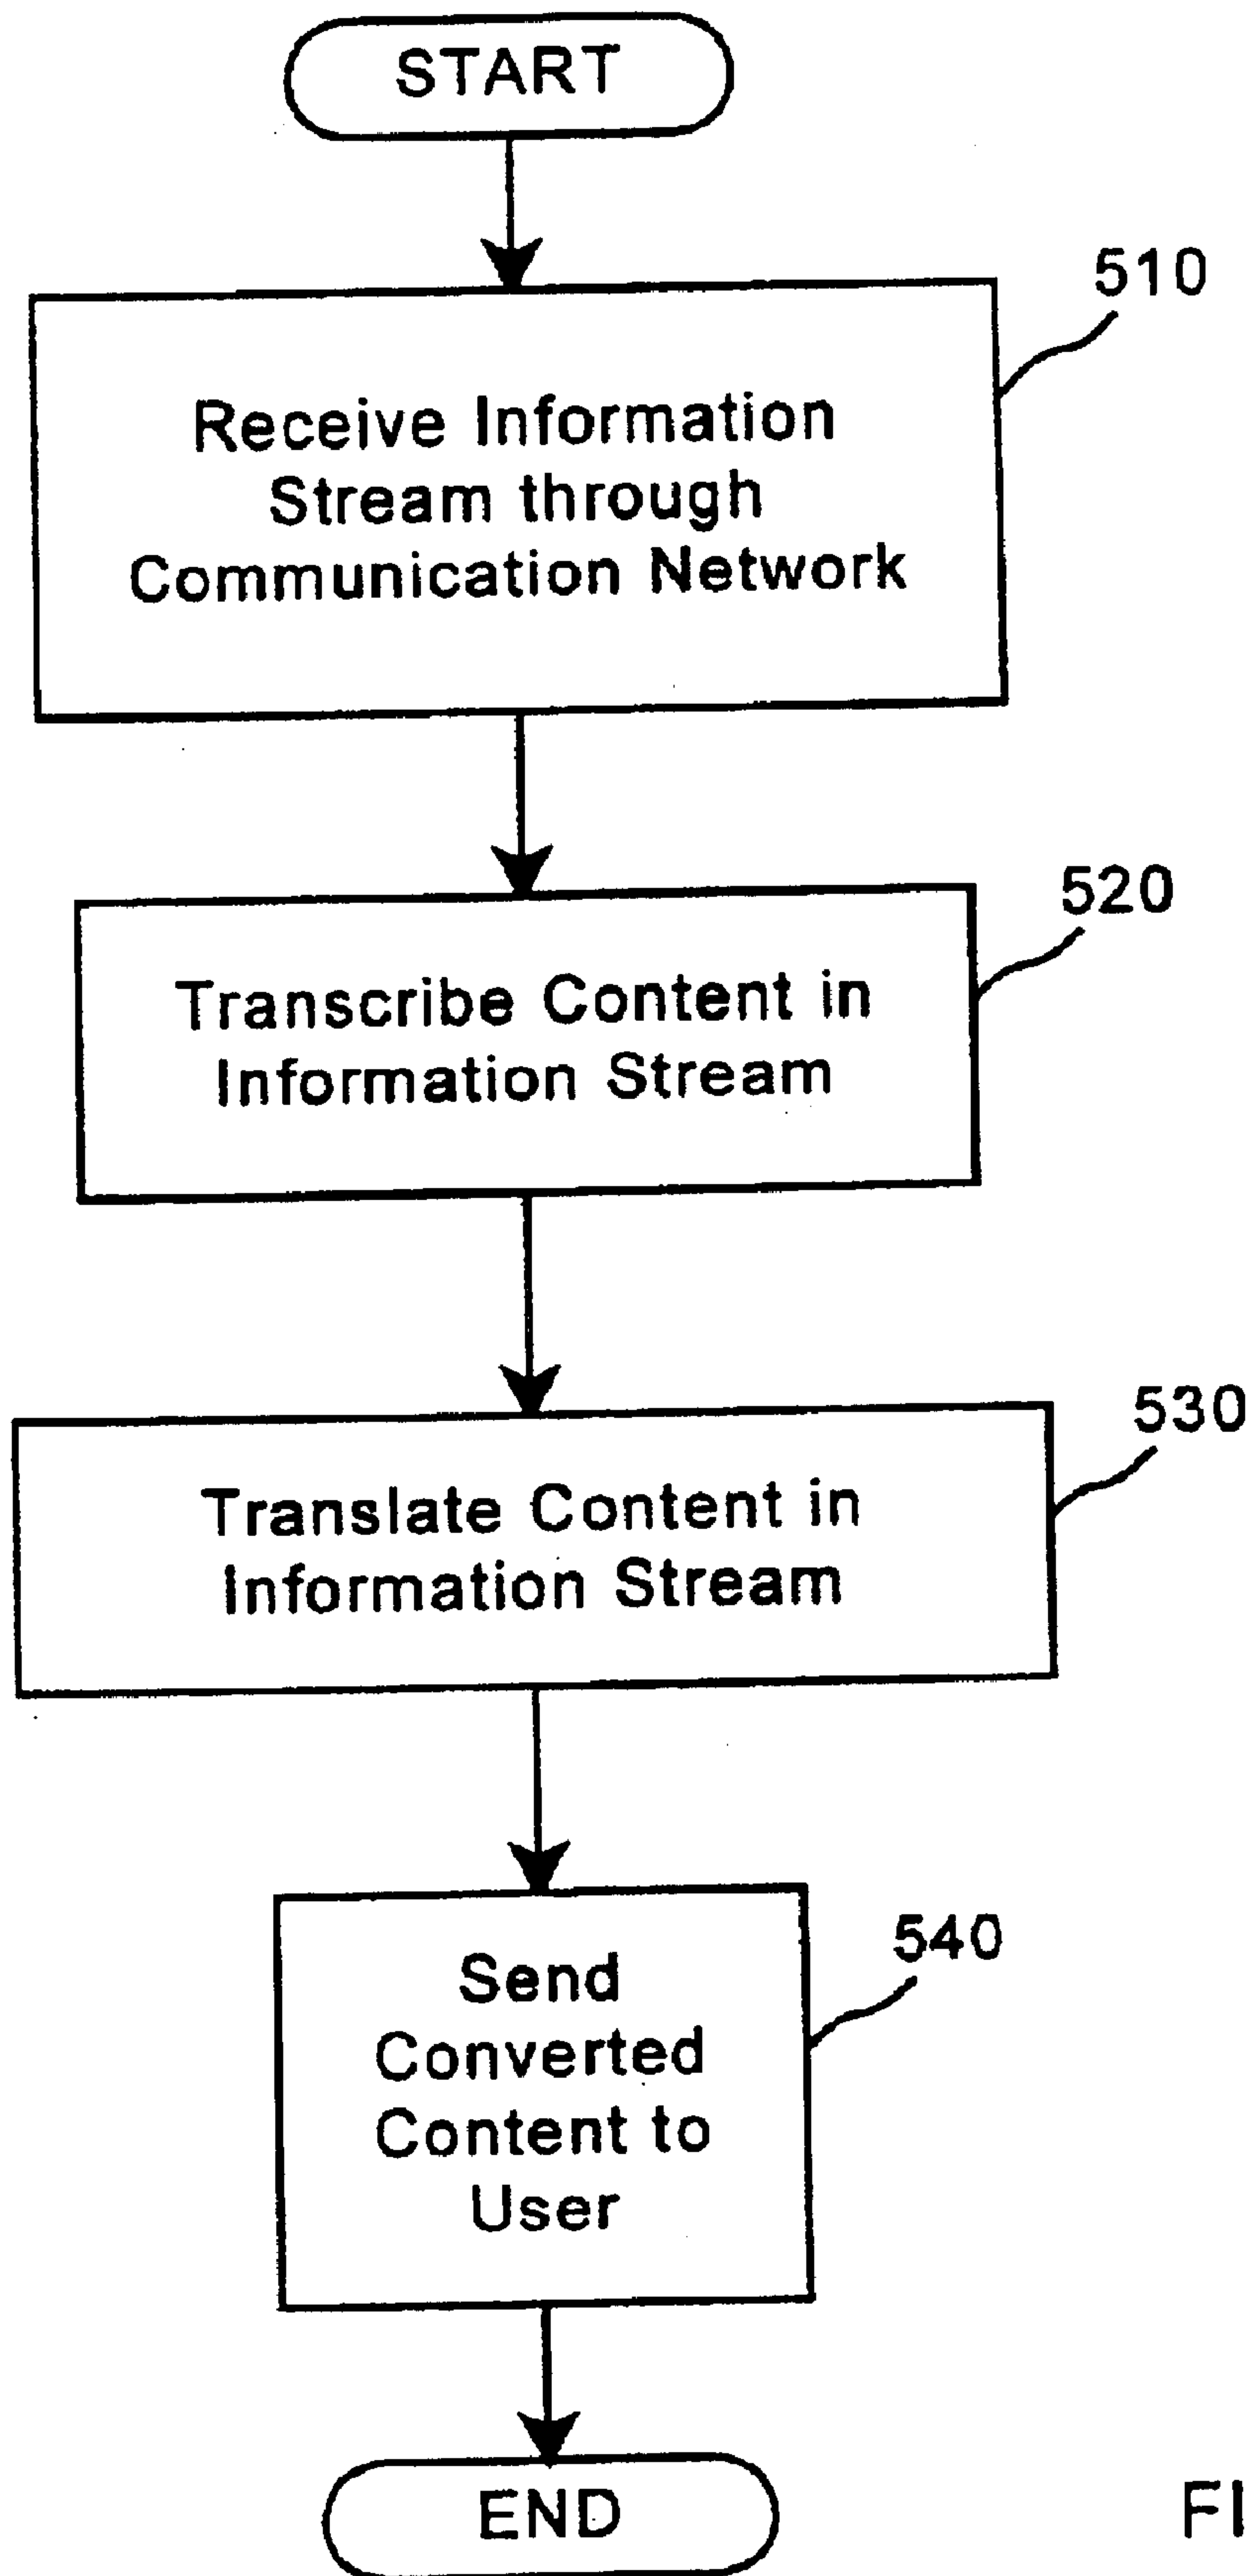 START
510
Receive Information
Stream through
Communication Network
520
Transcribe Content in
Information Stream
530
Translate Content in
Information Stream
540
Send
Converted
Content to
User
END
FI